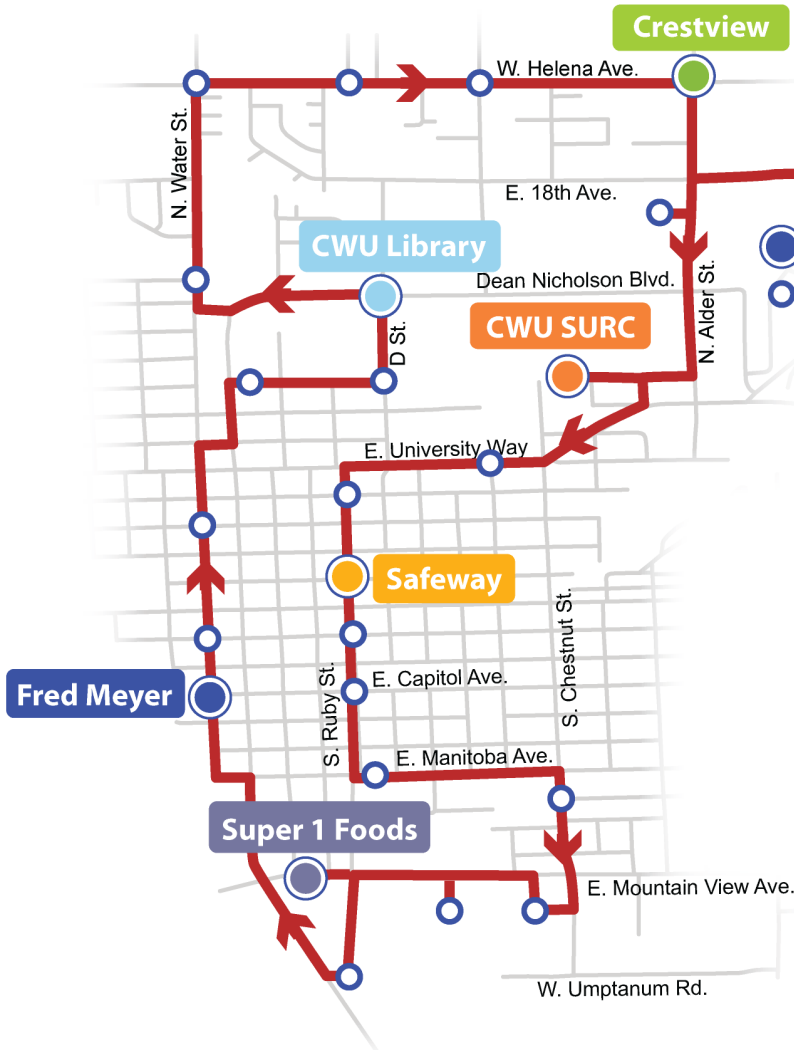 Crestview
W. Helena Ave.
N. Water St.
E. 18th Ave.
CWU Library
Dean Nicholson Blvd.
N. Alder St.
CWU SURC
D St.
E. University Way
Safeway
S. Chestnut St.
S. Ruby St.
E. Capitol Ave.
Fred Meyer
E. Manitoba Ave.
Super 1 Foods
E. Mountain View Ave.
W. Umptanum Rd.